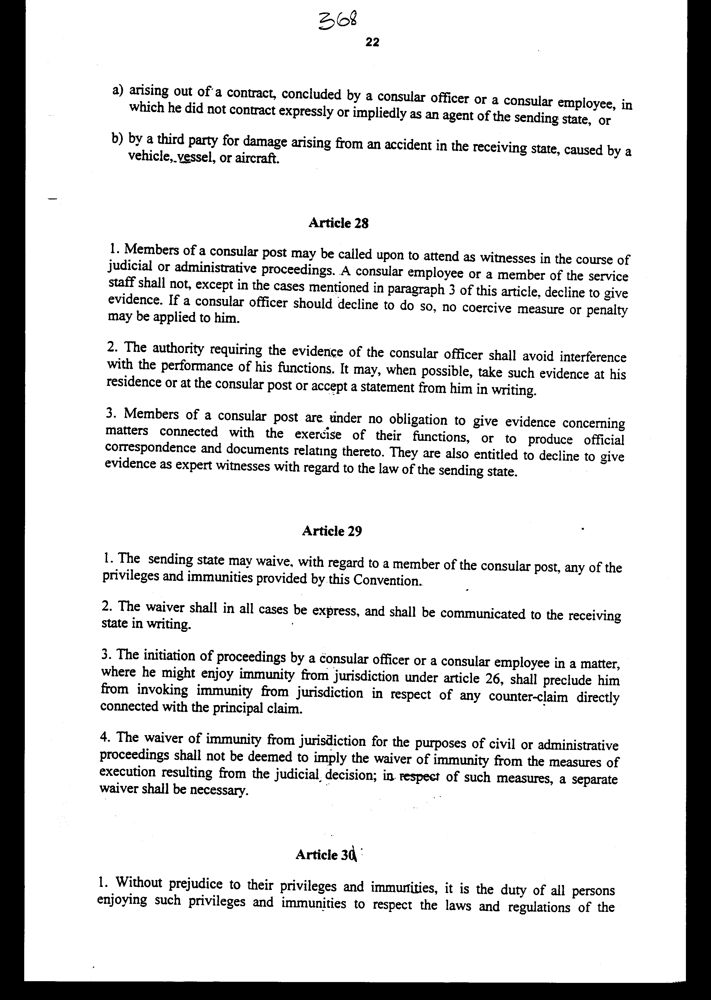 368
22
a) arising out of a contract, concluded by a consular officer or a consular employee, in
which he did not contract expressly or impliedly as an agent of the sending state, or
b) by a third party for damage arising from an accident in the receiving state, caused by a
vehicle, vessel, or aircraft.
Article 28
1. Members of a consular post may be called upon to attend as witnesses in the course of
judicial or administrative proceedings. A consular employee or a member of the service
staff shall not, except in the cases mentioned in paragraph 3 of this article, decline to give
evidence. If a consular officer should decline to do so, no coercive measure or penalty
may be applied to him.
2. The authority requiring the evidence of the consular officer shall avoid interference
with the performance of his functions. It may, when possible, take such evidence at his
residence or at the consular post or accept a statement from him in writing.
3. Members of a consular post are under no obligation to give evidence concerning
matters connected with the exercise of their functions, or to produce official
correspondence and documents relating thereto. They are also entitled to decline to give
evidence as expert witnesses with regard to the law of the sending state.
Article 29
1. The sending state may waive, with regard to a member of the consular post, any of the
privileges and immunities provided by this Convention.
2. The waiver shall in all cases be express, and shall be communicated to the receiving
state in writing.
3. The initiation of proceedings by a consular officer or a consular employee in a matter,
where he might enjoy immunity from jurisdiction under article 26, shall preclude him
from invoking immunity from jurisdiction in respect of any counter-claim directly
connected with the principal claim.
4. The waiver of immunity from jurisdiction for the purposes of civil or administrative
proceedings shall not be deemed to imply the waiver of immunity from the measures of
execution resulting from the judicial decision; in respect of such measures, a separate
waiver shall be necessary.
Article 30
1. Without prejudice to their privileges and immunities, it is the duty of all persons
enjoying such privileges and immunities to respect the laws and regulations of the